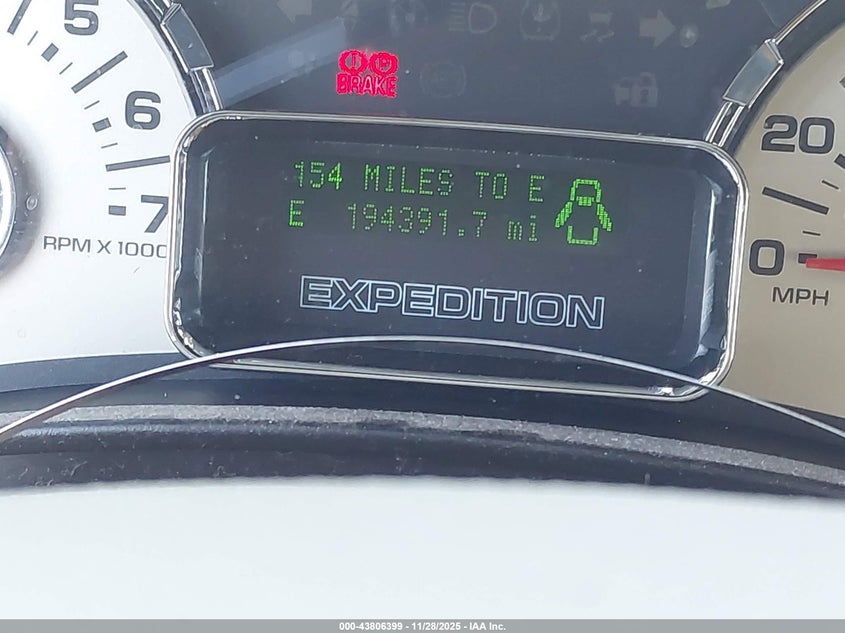 5
6
7
RPM X 1000
BRAKE
154 MILES TO E
E 194391.7 mi
EXPEDITION
20
0
MPH
000-43806399 - 11/28/2025 - IAA Inc.